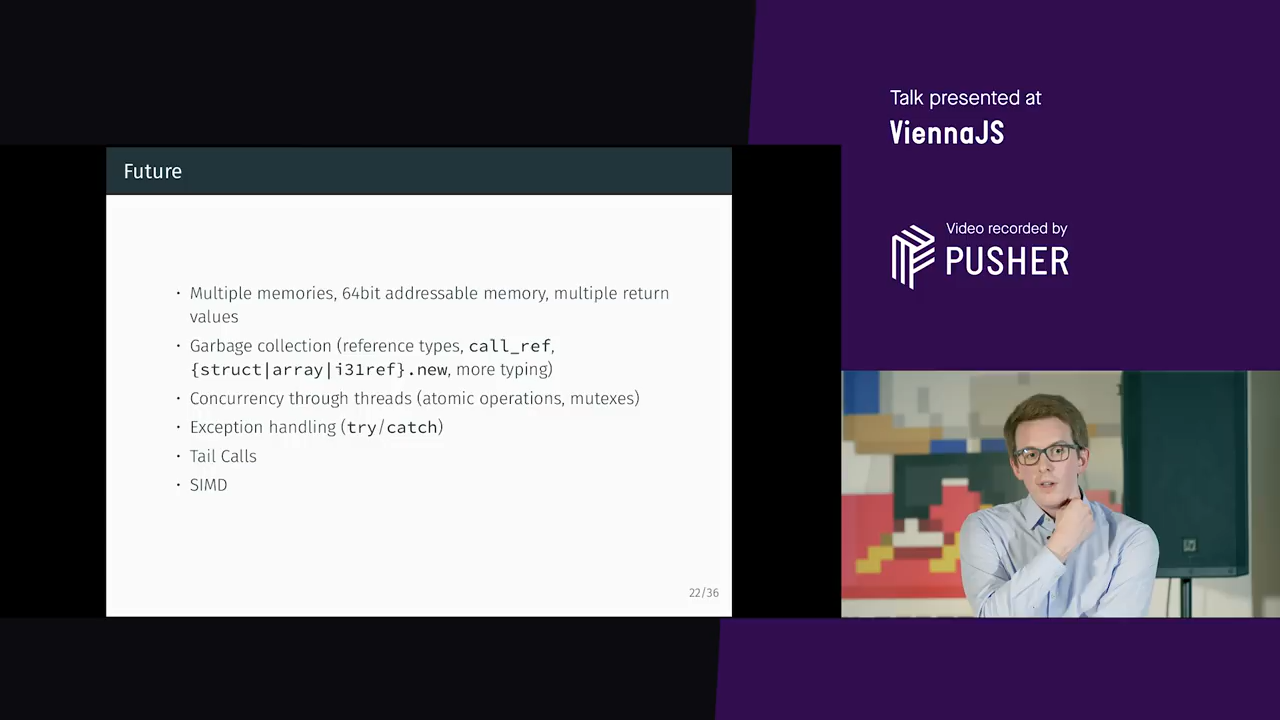 Talk presented at
ViennaJS
Video recorded by
PUSHER
Future
· Multiple memories, 64bit addressable memory, multiple return
values
· Garbage collection (reference types, call_ref,
{struct|array|i31ref}.new, more typing)
· Concurrency through threads (atomic operations, mutexes)
· Exception handling (try/catch)
· Tail Calls
· SIMD
22/36